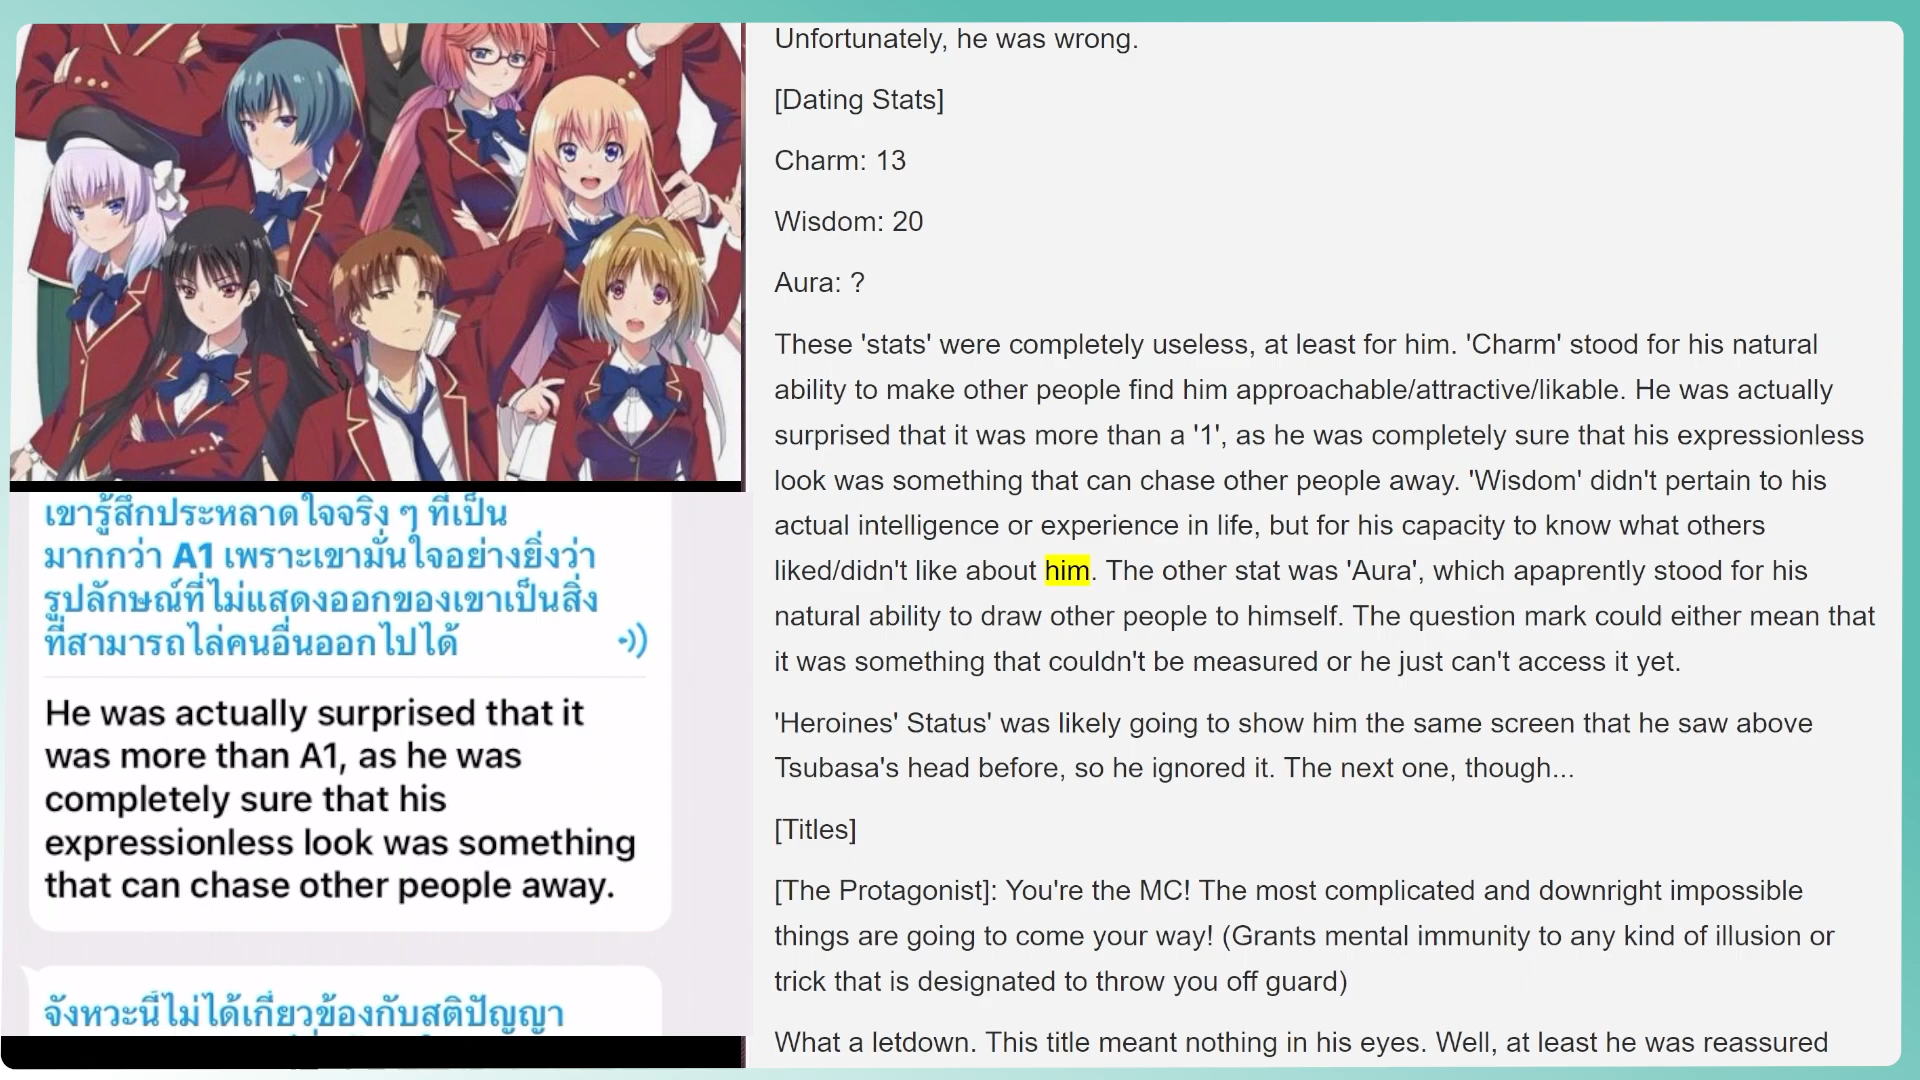 เขารู้สึกประหลาดใจจริง ๆ ที่เป็น
มากกว่า A1 เพราะเขามั่นใจอย่างยิ่งว่า
รูปลักษณ์ที่ไม่แสดงออกของเขาเป็นสิ่ง
ที่สามารถไล่คนอื่นออกไปได้
He was actually surprised that it
was more than A1, as he was
completely sure that his
expressionless look was something
that can chase other people away.
จังหวะนี้ไม่ได้เกี่ยวข้องกับสติปัญญา
Unfortunately, he was wrong.
[Dating Stats]
Charm: 13
Wisdom: 20
Aura: ?
These 'stats' were completely useless, at least for him. 'Charm' stood for his natural
ability to make other people find him approachable/attractive/likable. He was actually
surprised that it was more than a '1', as he was completely sure that his expressionless
look was something that can chase other people away. 'Wisdom' didn't pertain to his
actual intelligence or experience in life, but for his capacity to know what others
liked/didn't like about him. The other stat was 'Aura', which apaprently stood for his
natural ability to draw other people to himself. The question mark could either mean that
it was something that couldn't be measured or he just can't access it yet.
'Heroines' Status' was likely going to show him the same screen that he saw above
Tsubasa's head before, so he ignored it. The next one, though...
[Titles]
[The Protagonist]: You're the MC! The most complicated and downright impossible
things are going to come your way! (Grants mental immunity to any kind of illusion or
trick that is designated to throw you off guard)
What a letdown. This title meant nothing in his eyes. Well, at least he was reassured